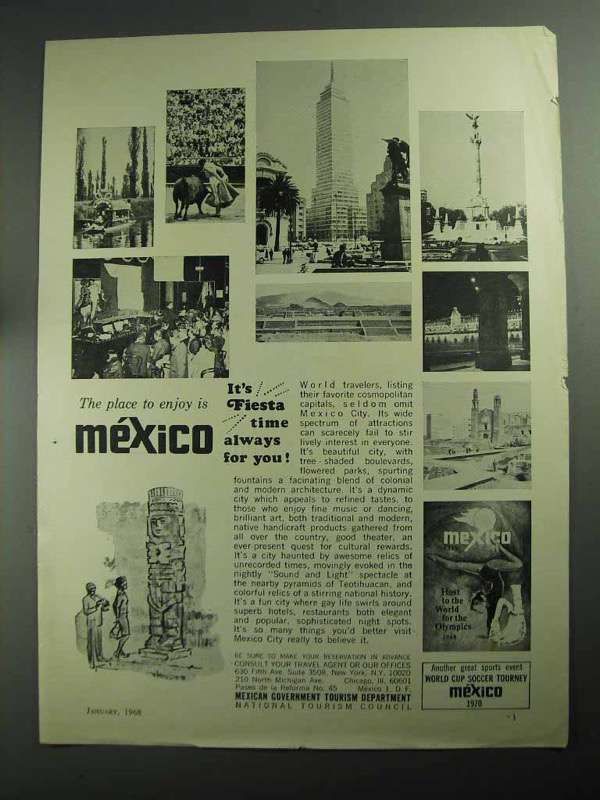 The place to enjoy is
méxico
It's
Fiesta
time
always
for you!
World travelers, listing
their favorite cosmopolitan
capitals, seldom omit
Mexico City. Its wide
spectrum of attractions
can scarecely fail to stir
lively interest in everyone.
It's beautiful city, with
tree-shaded boulevards,
flowered parks, spurting
fountains a facinating blend of colonial
and modern architecture. It's a dynamic
city which appeals to refined tastes, to
those who enjoy fine music or dancing,
brilliant art, both traditional and modern,
native handicraft products gathered from
all over the country, good theater, an
ever-present quest for cultural rewards.
It's a city haunted by awesome relics of
unrecorded times, movingly evoked in the
nightly "Sound and Light" spectacle at
the nearby pyramids of Teotihuacan, and
colorful relics of a stirring national history.
It's a fun city where gay life swirls around
superb hotels, restaurants both elegant
and popular, sophisticated night spots.
It's so many things you'd better visit
Mexico City really to believe it.
BE SURE TO MAKE YOUR RESERVATION IN ADVANCE
CONSULT YOUR TRAVEL AGENT OR OUR OFFICES
630 Fifth Ave. Suite 3508, New York, N.Y. 10020
210 North Michigan Ave. Chicago, Ill. 60601
Paseo de la Reforma No. 45 México 1, D.F.
MEXICAN GOVERNMENT TOURISM DEPARTMENT
NATIONAL TOURISM COUNCIL
méxico
Host
to the
World
for the
Olympics
1968
Another great sports event
WORLD CUP SOCCER TOURNEY
méxico
1970
January, 1968
1